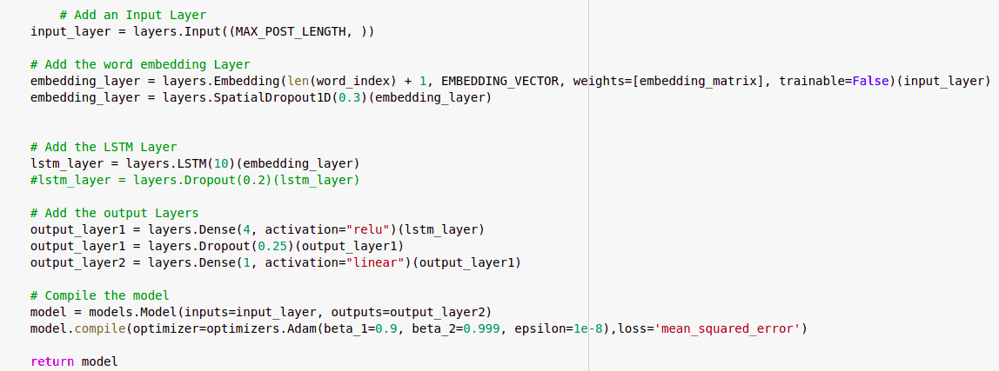 # Add an Input Layer
input_layer = layers.Input((MAX_POST_LENGTH, ))
# Add the word embedding Layer
embedding_layer = layers.Embedding(len(word_index) + 1, EMBEDDING_VECTOR, weights=[embedding_matrix], trainable=False)(input_layer)
embedding_layer = layers.SpatialDropout1D(0.3)(embedding_layer)
# Add the LSTM Layer
lstm_layer = layers.LSTM(10)(embedding_layer)
#lstm_layer = layers.Dropout(0.2)(lstm_layer)
# Add the output Layers
output_layer1 = layers.Dense(4, activation="relu")(lstm_layer)
output_layer1 = layers.Dropout(0.25)(output_layer1)
output_layer2 = layers.Dense(1, activation="linear")(output_layer1)
# Compile the model
model = models.Model(inputs=input_layer, outputs=output_layer2)
model.compile(optimizer=optimizers.Adam(beta_1=0.9, beta_2=0.999, epsilon=1e-8),loss='mean_squared_error')
return model